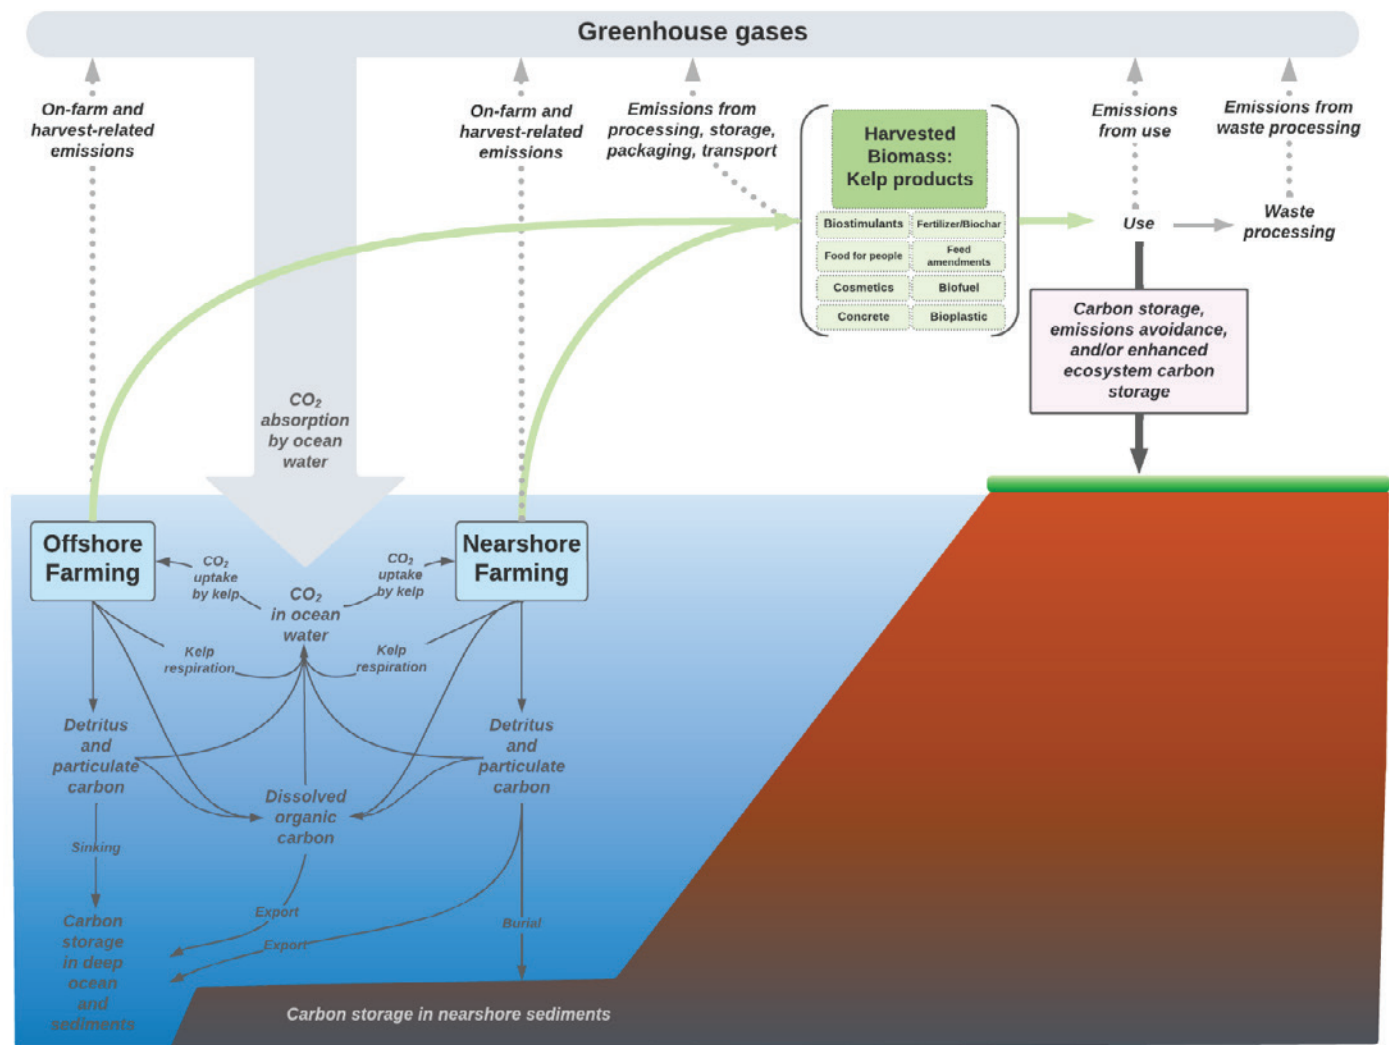 Greenhouse gases
On-farm and
harvest-related
emissions
On-farm and
harvest-related
emissions
Emissions from
processing, storage,
packaging, transport
Harvested
Biomass:
Kelp products
Biostimulants
Fertilizer/Biochar
Food for people
Feed
amendments
Cosmetics
Biofuel
Concrete
Bioplastic
Emissions
from use
Emissions from
waste processing
Use
Waste
processing
Carbon storage,
emissions avoidance,
and/or enhanced
ecosystem carbon
storage
CO₂
absorption
by ocean
water
Offshore
Farming
CO₂
uptake
by kelp
CO₂
uptake
by kelp
Nearshore
Farming
CO₂
in ocean
water
Kelp
respiration
Kelp
respiration
Detritus
and
particulate
carbon
Dissolved
organic
carbon
Detritus
and
particulate
carbon
Sinking
Export
Export
Burial
Carbon
storage
in deep
ocean
and
sediments
Carbon storage in nearshore sediments